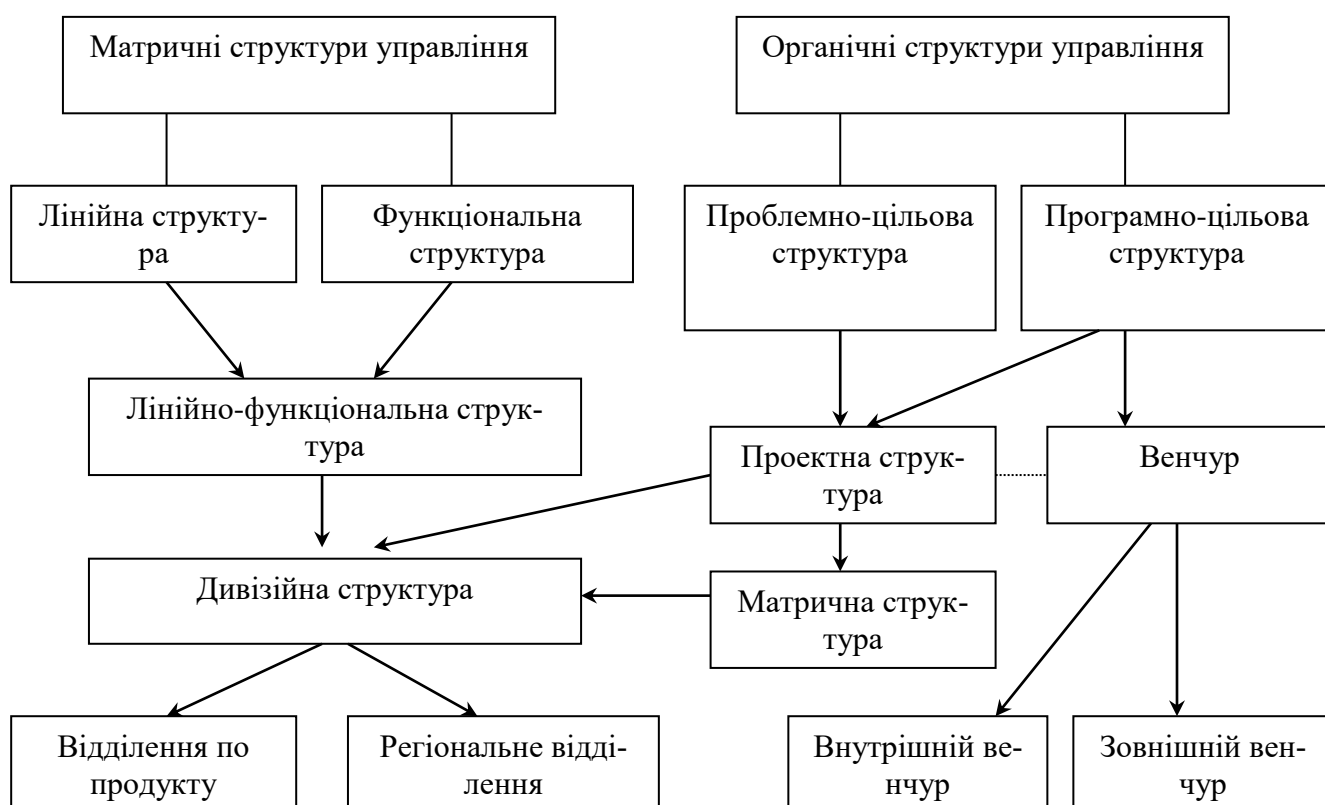 Матричні структури управління
Органічні структури управління
Лінійна структу-
ра
Функціональна
структура
Проблемно-цільова
структура
Програмно-цільова
структура
Лінійно-функціональна струк-
тура
Проектна струк-
тура
Венчур
Дивізійна структура
Матрична струк-
тура
Відділення по
продукту
Регіональне відді-
лення
Внутрішній ве-
нчур
Зовнішній вен-
чур